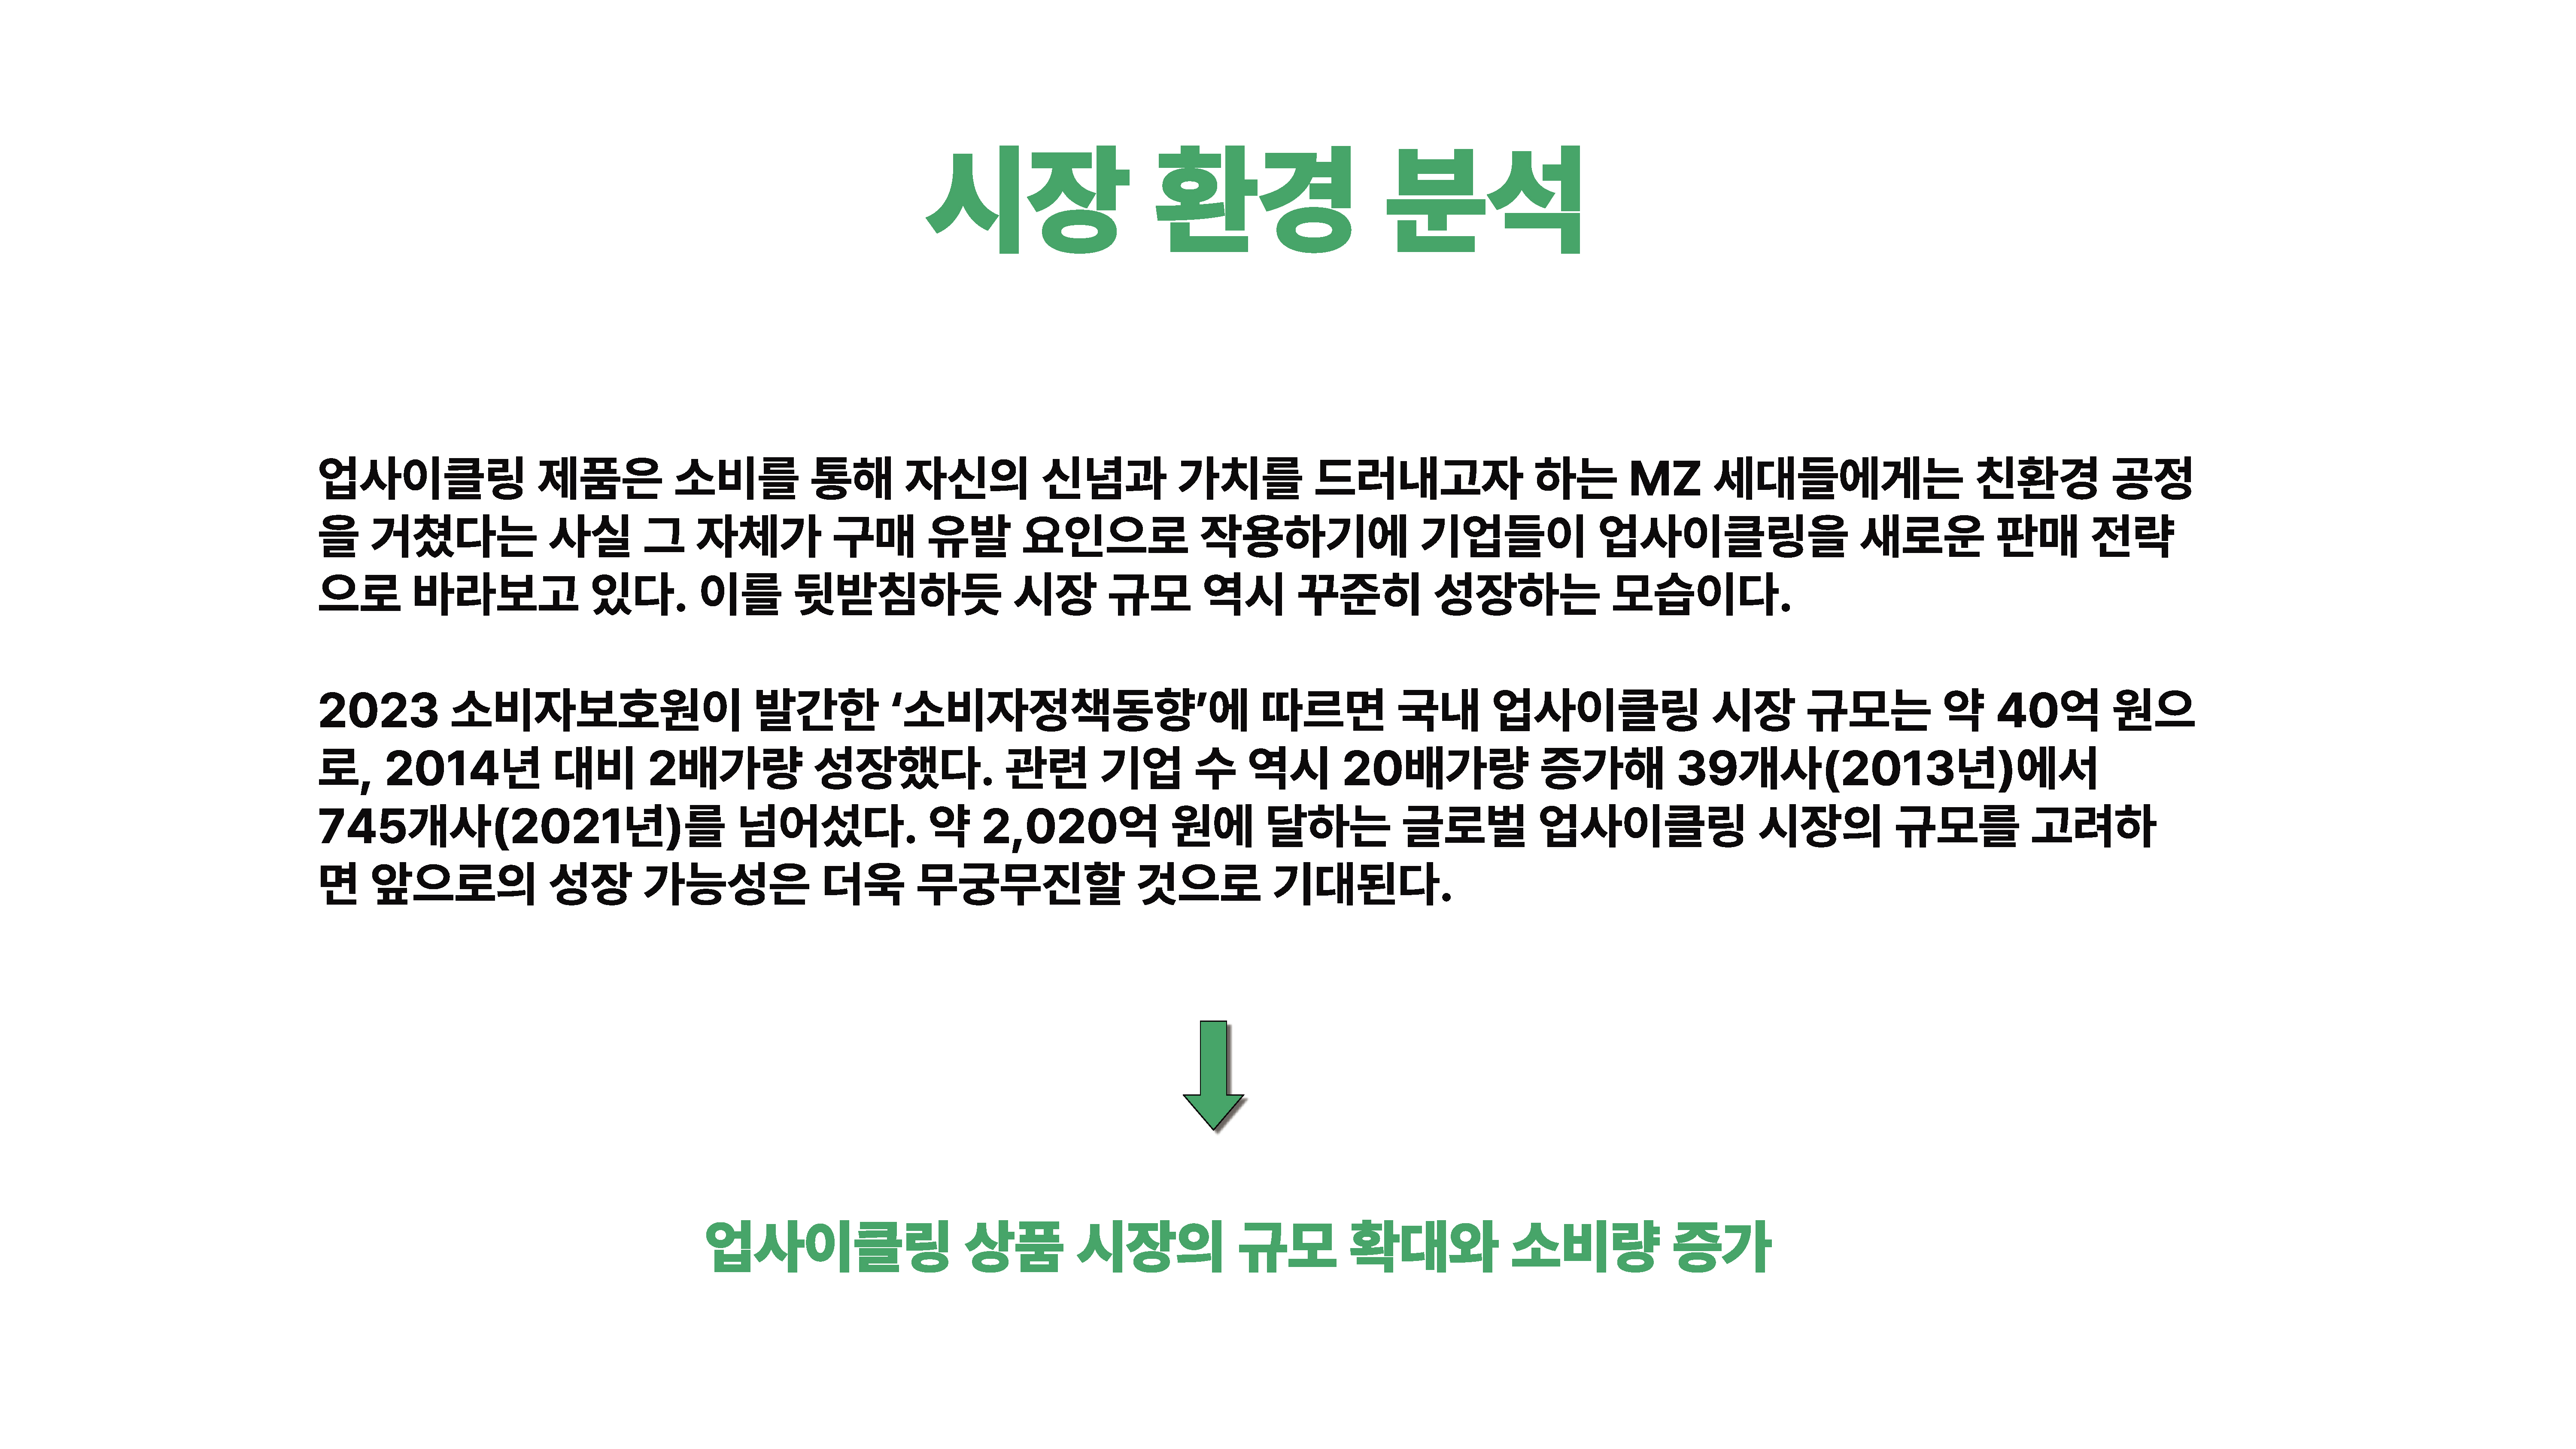 시장 환경 분석
업사이클링 제품은 소비를 통해 자신의 신념과 가치를 드러내고자 하는 MZ 세대들에게는 친환경 공정
을 거쳤다는 사실 그 자체가 구매 유발 요인으로 작용하기에 기업들이 업사이클링을 새로운 판매 전략
으로 바라보고 있다. 이를 뒷받침하듯 시장 규모 역시 꾸준히 성장하는 모습이다.
2023 소비자보호원이 발간한 ‘소비자정책동향’에 따르면 국내 업사이클링 시장 규모는 약 40억 원으
로, 2014년 대비 2배가량 성장했다. 관련 기업 수 역시 20배가량 증가해 39개사(2013년)에서
745개사(2021년)를 넘어섰다. 약 2,020억 원에 달하는 글로벌 업사이클링 시장의 규모를 고려하
면 앞으로의 성장 가능성은 더욱 무궁무진할 것으로 기대된다.
업사이클링 상품 시장의 규모 확대와 소비량 증가